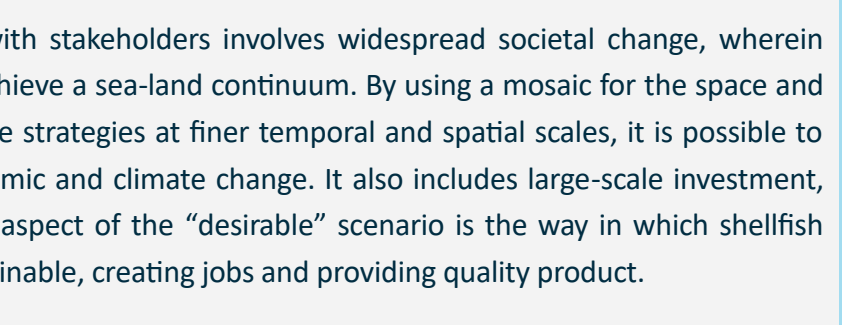 with stakeholders involves widespread societal change, wherein
hieve a sea-land continuum. By using a mosaic for the space and
e strategies at finer temporal and spatial scales, it is possible to
mic and climate change. It also includes large-scale investment,
aspect of the “desirable” scenario is the way in which shellfish
inable, creating jobs and providing quality product.